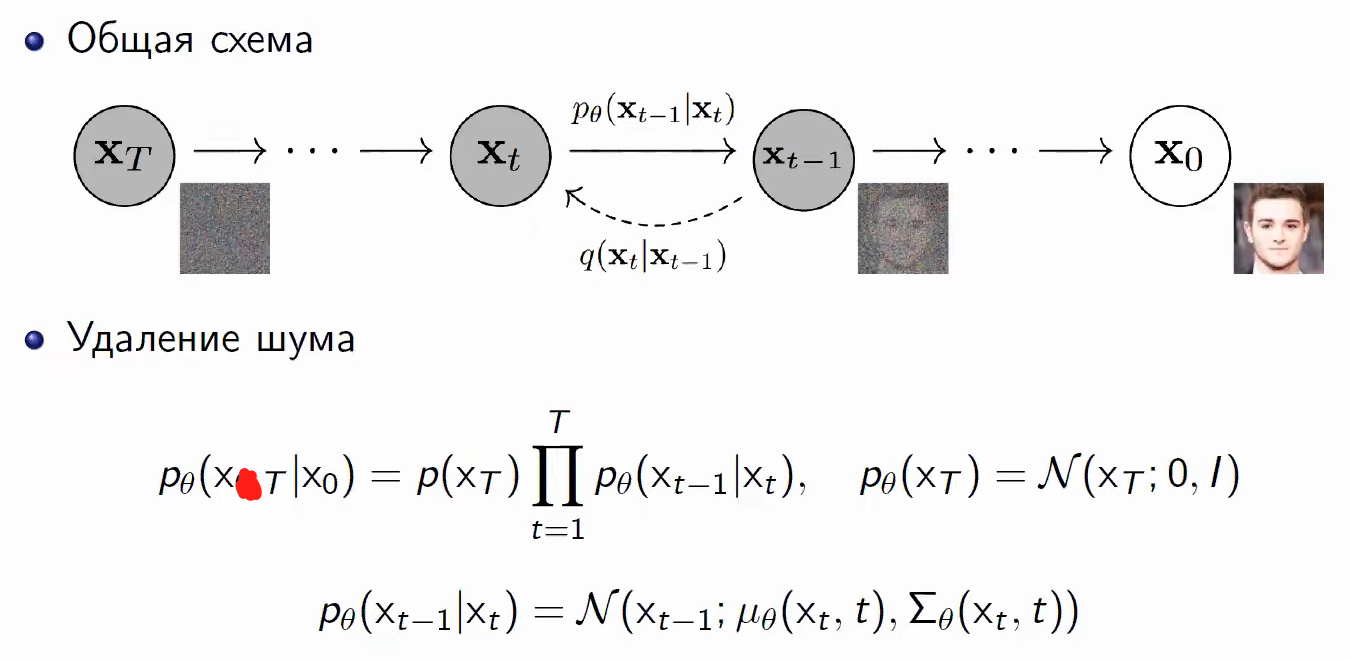 Общая схема
p_θ(x_{t−1}|x_t)
x_T ⋯ x_t x_{t−1} ⋯ x_0
q(x_t|x_{t−1})
Удаление шума
p_θ(x T|x_0) = p(x_T) ∏_{t=1}^{T} p_θ(x_{t−1}|x_t), p_θ(x_T) = 𝒩(x_T; 0, I)
p_θ(x_{t−1}|x_t) = 𝒩(x_{t−1}; μ_θ(x_t, t), Σ_θ(x_t, t))